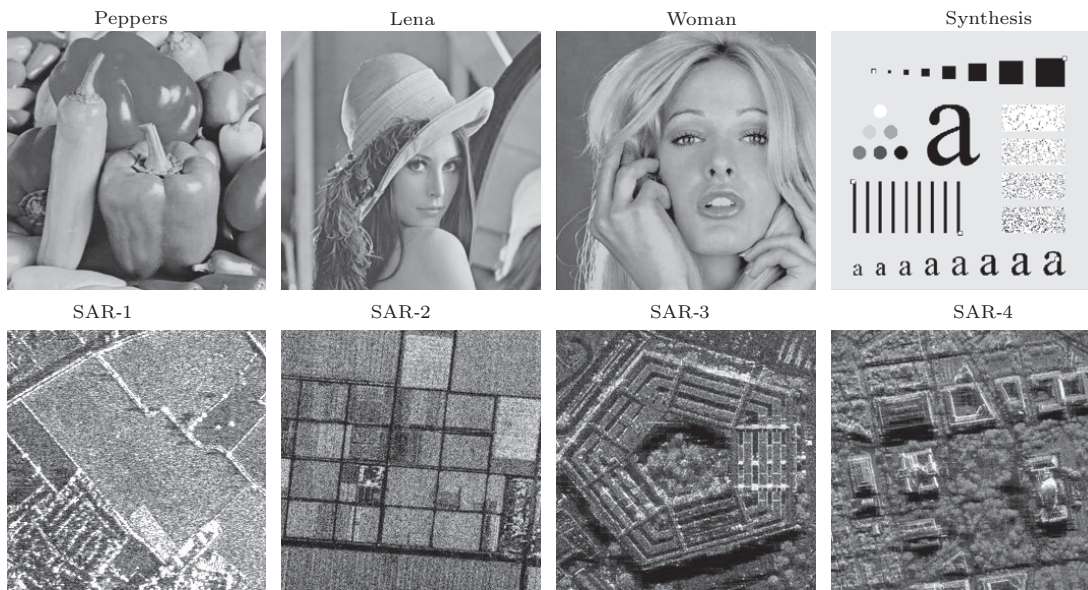 Peppers
Lena
Woman
Synthesis
a
a a a a a a a a
SAR-1
SAR-2
SAR-3
SAR-4